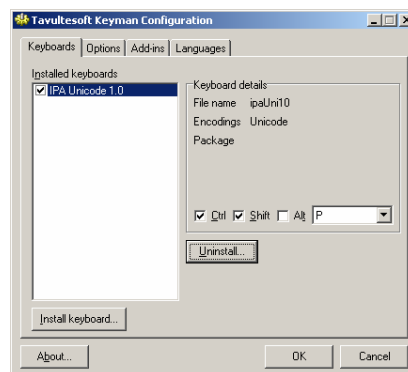 Tavultesoft Keyman Configuration
Keyboards Options Add-ins Languages
Installed keyboards
IPA Unicode 1.0
Keyboard details
File name ipaUni10
Encodings Unicode
Package
Ctrl Shift Alt P
Uninstall...
Install keyboard...
About... OK Cancel